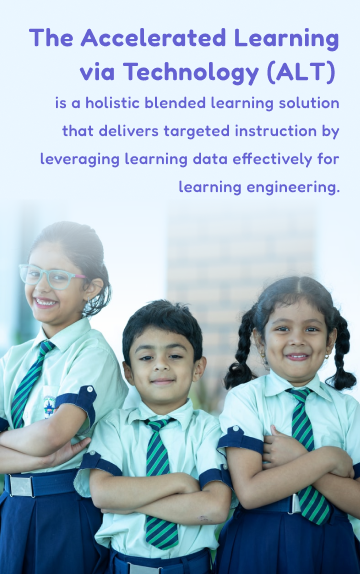 The Accelerated Learning
via Technology (ALT)
is a holistic blended learning solution
that delivers targeted instruction by
leveraging learning data effectively for
learning engineering.